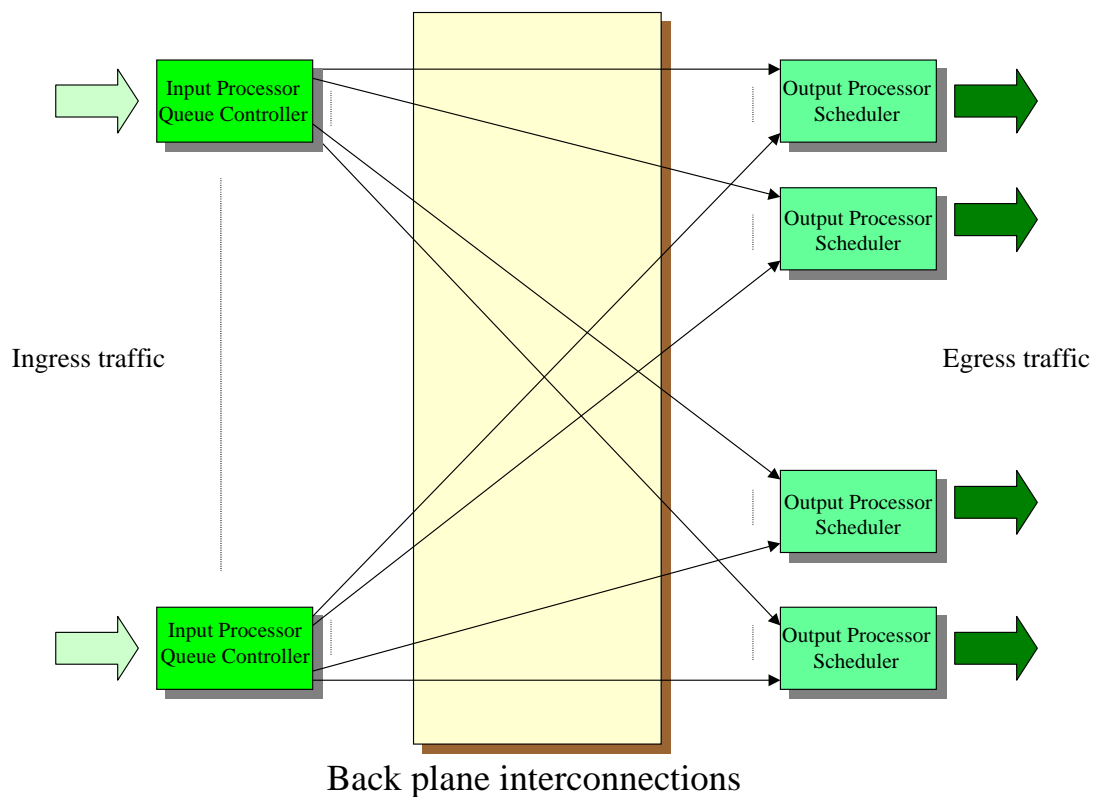 Input Processor
Queue Controller
Output Processor
Scheduler
Output Processor
Scheduler
Ingress traffic
Egress traffic
Output Processor
Scheduler
Input Processor
Queue Controller
Output Processor
Scheduler
Back plane interconnections